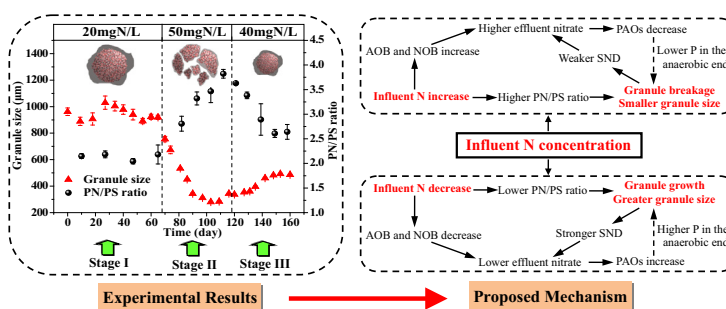 20mgN/L 50mgN/L 40mgN/L
1400
1200
1000
800
600
400
200
Granule size (μm)
4.5
4.0
3.5
3.0
2.5
2.0
1.5
1.0
PN/PS ratio
Granule size
PN/PS ratio
0 20 40 60 80 100 120 140 160
Time (day)
Stage I Stage II Stage III
Experimental Results
Higher effluent nitrate
PAOs decrease
AOB and NOB increase
Lower P in the
anaerobic end
Weaker SND
Influent N increase
Higher PN/PS ratio
Granule breakage
Smaller granule size
Influent N concentration
Influent N decrease
Lower PN/PS ratio
Granule growth
Greater granule size
Stronger SND
AOB and NOB decrease
Higher P in the
anaerobic end
Lower effluent nitrate
PAOs increase
Proposed Mechanism